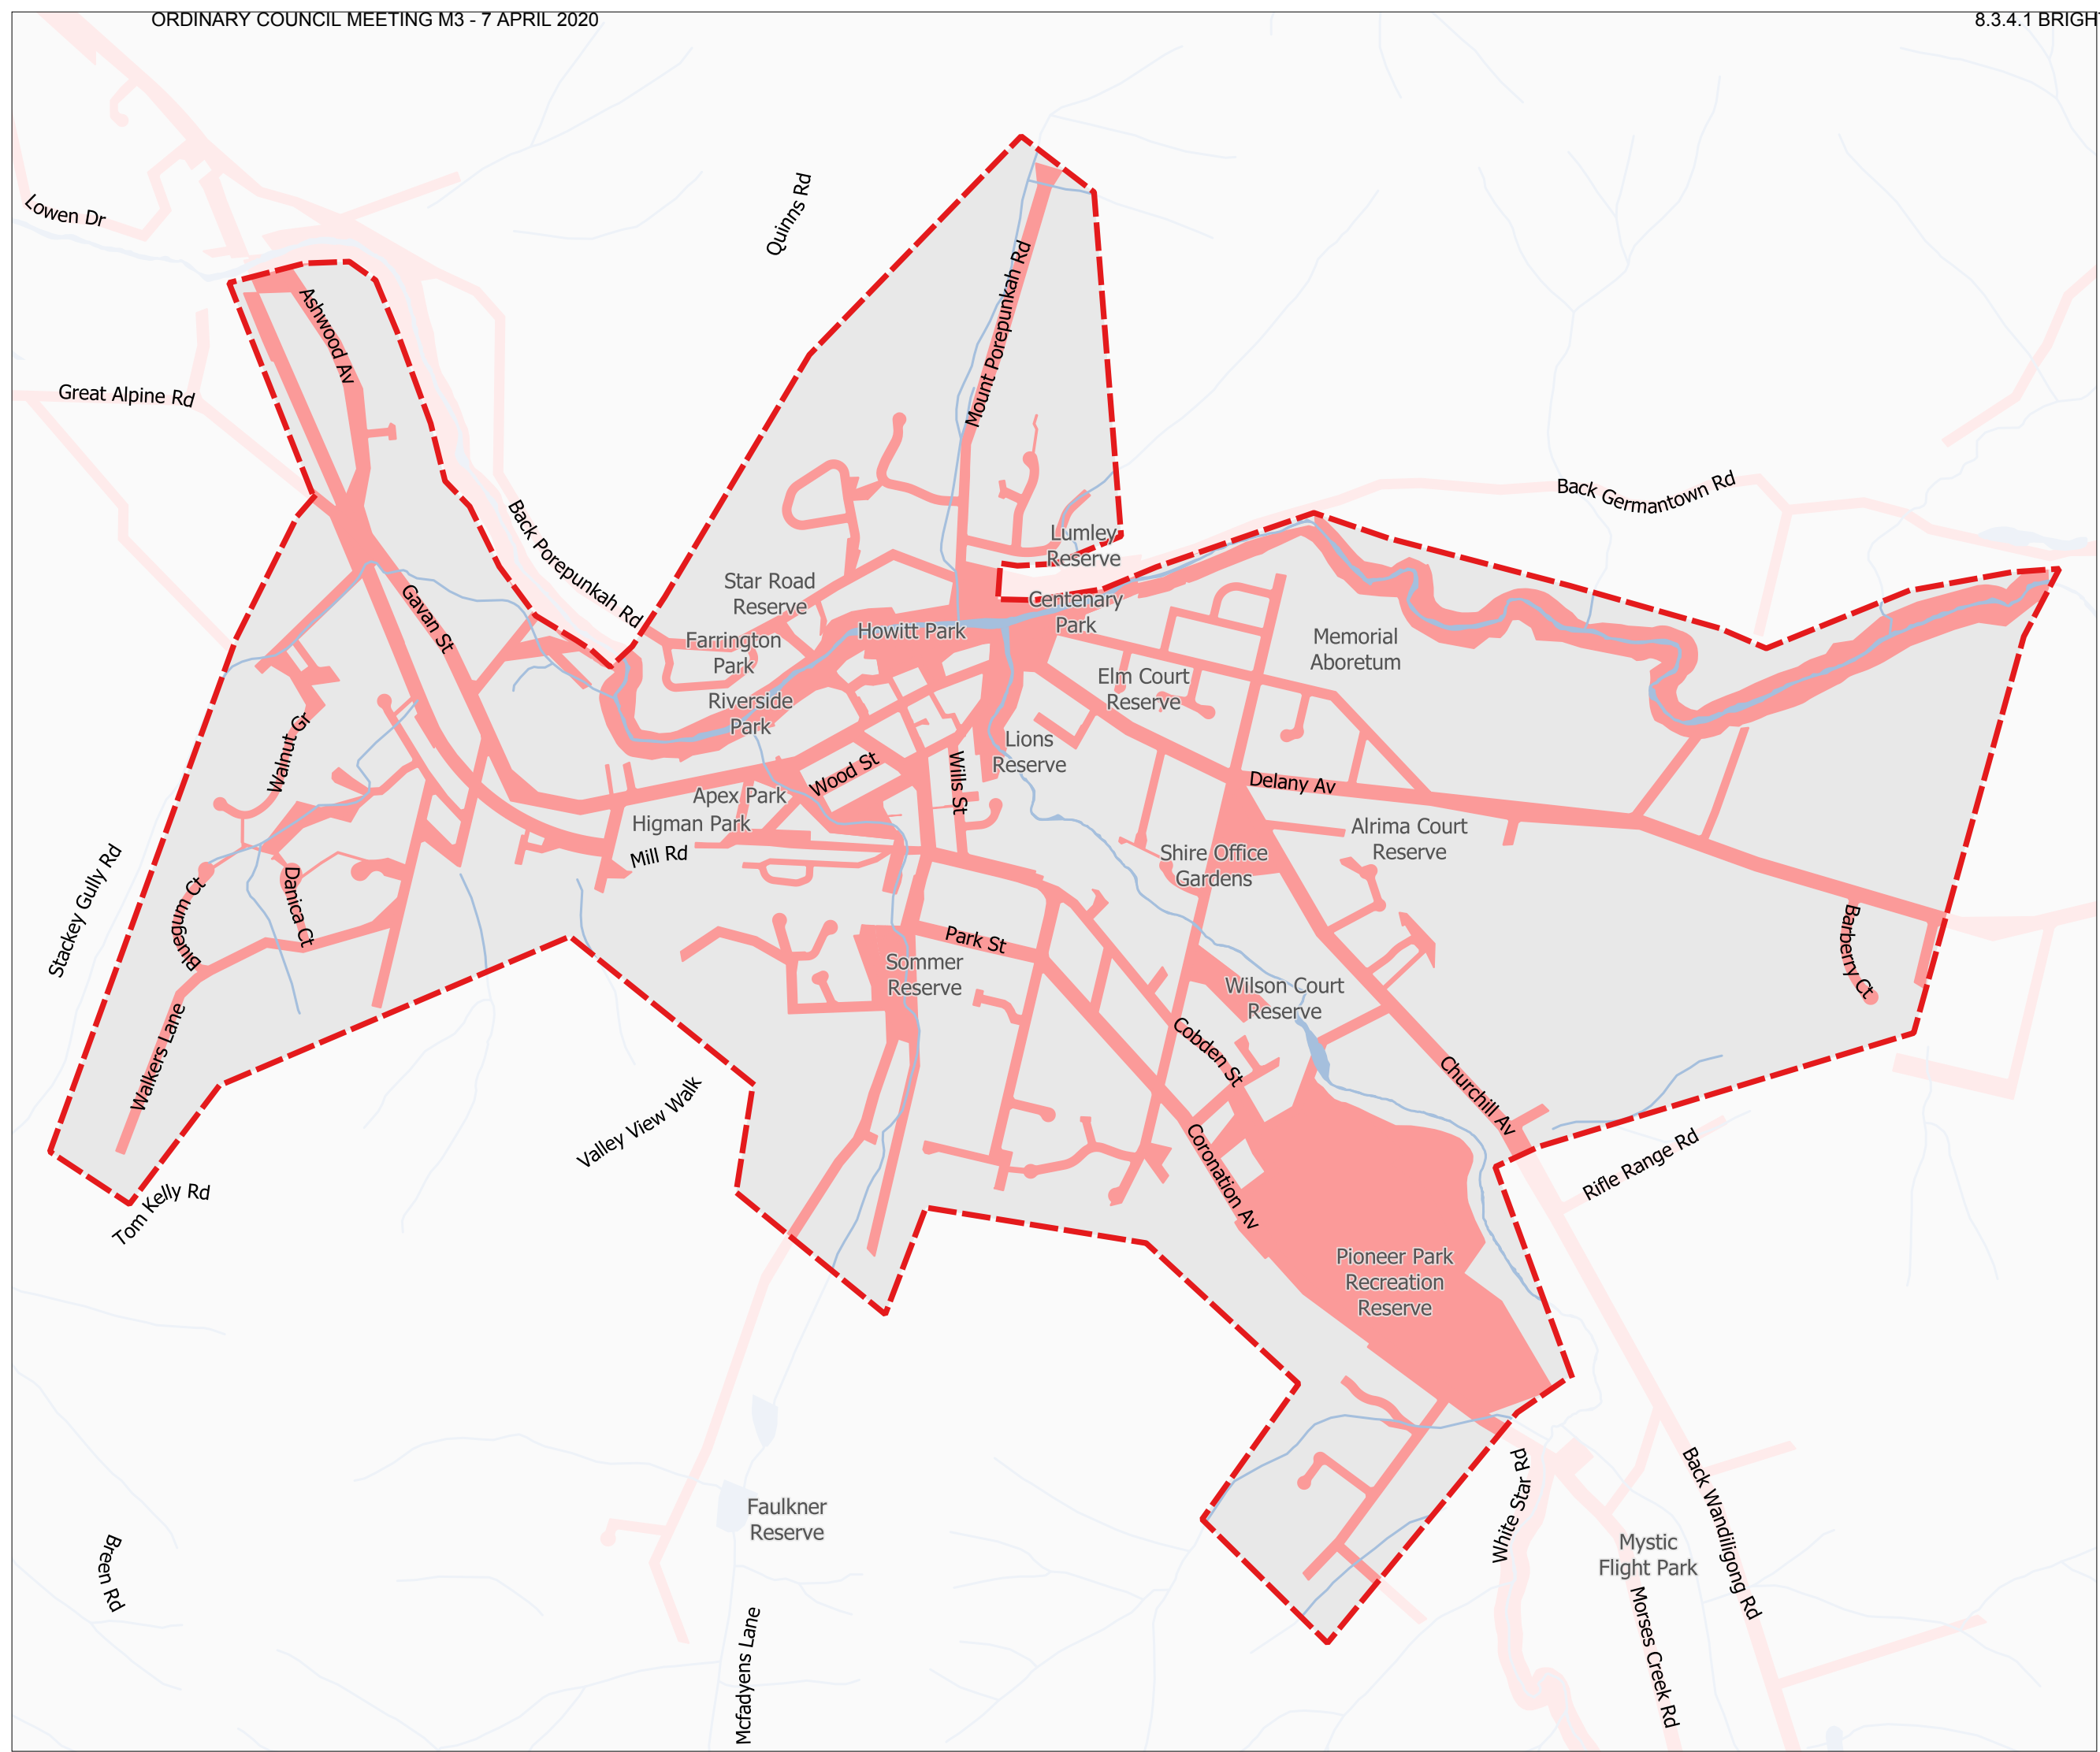 ORDINARY COUNCIL MEETING M3 - 7 APRIL 2020
8.3.4.1 BRIGH
Lowen Dr
Quinns Rd
Ashwood Av
Mount Porepunkah Rd
Great Alpine Rd
Back Porepunkah Rd
Back Germantown Rd
Lumley
Reserve
Star Road
Reserve
Centenary
Park
Gavan St
Howitt Park
Farrington
Park
Memorial
Aboretum
Elm Court
Reserve
Riverside
Park
Walnut Gr
Lions
Reserve
Wood St
Wills St
Delany Av
Apex Park
Higman Park
Mill Rd
Alrima Court
Reserve
Shire Office
Gardens
Stackey Gully Rd
Bluegum Ct
Danica Ct
Park St
Barberry Ct
Sommer
Reserve
Wilson Court
Reserve
Walkers Lane
Cobden St
Churchill Av
Valley View Walk
Coronation Av
Rifle Range Rd
Tom Kelly Rd
Pioneer Park
Recreation
Reserve
Faulkner
Reserve
White Star Rd
Back Wandiligong Rd
Mystic
Flight Park
Breen Rd
Mcfadyens Lane
Morses Creek Rd